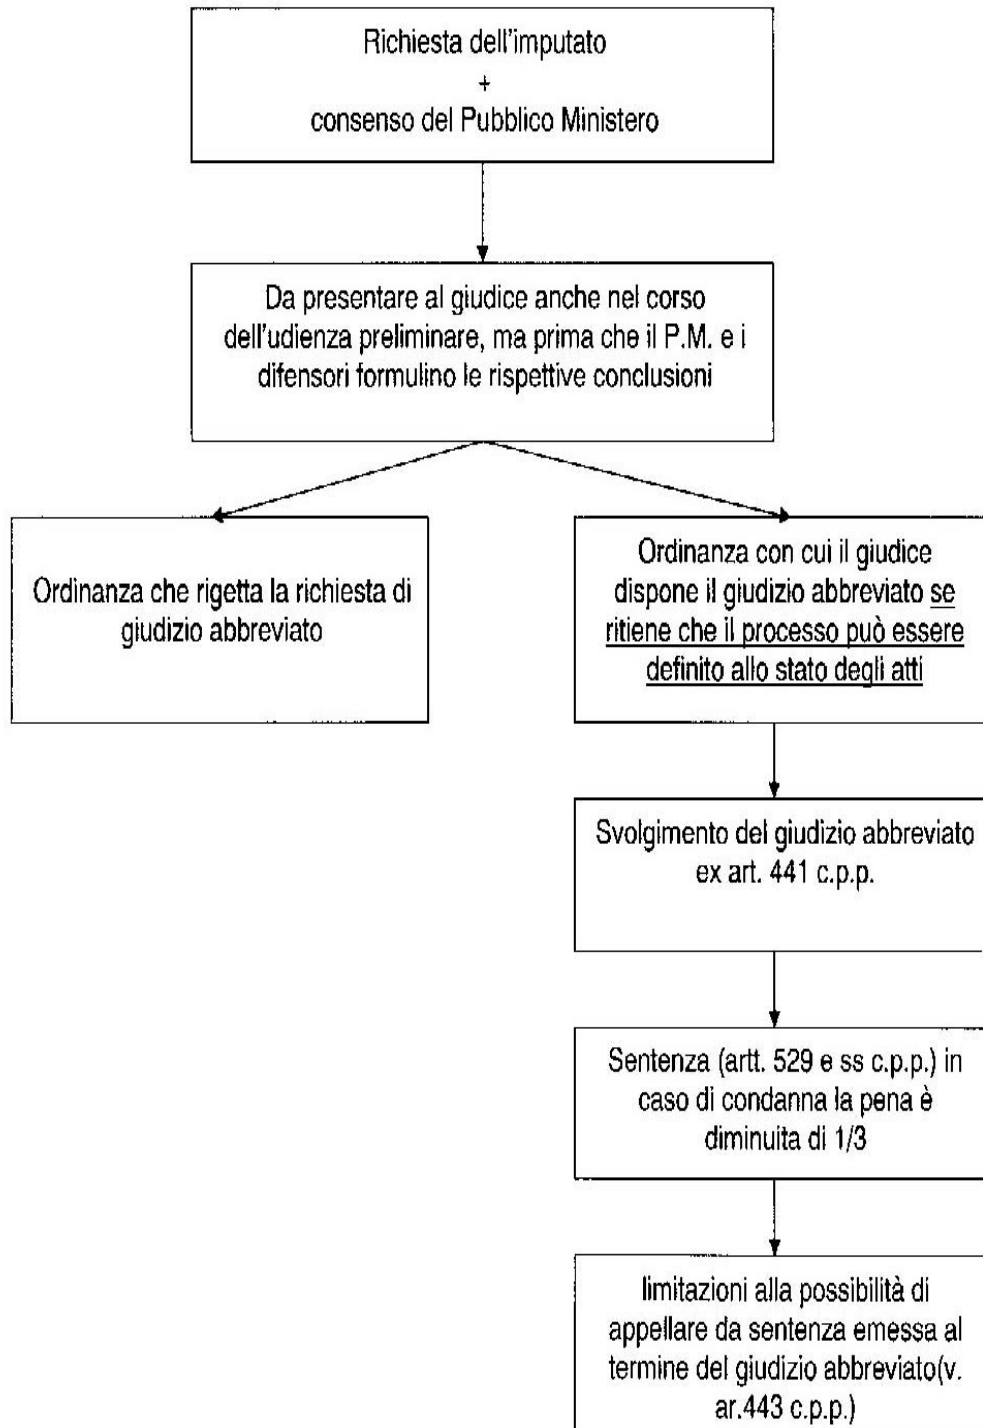 Richiesta dell'imputato
+
consenso del Pubblico Ministero
Da presentare al giudice anche nel corso
dell'udienza preliminare, ma prima che il P.M. e i
difensori formulino le rispettive conclusioni
Ordinanza che rigetta la richiesta di
giudizio abbreviato
Ordinanza con cui il giudice
dispone il giudizio abbreviato se
ritiene che il processo può essere
definito allo stato degli atti
Svolgimento del giudizio abbreviato
ex art. 441 c.p.p.
Sentenza (artt. 529 e ss c.p.p.) in
caso di condanna la pena è
diminuita di 1/3
limitazioni alla possibilità di
appellare da sentenza emessa al
termine del giudizio abbreviato(v.
ar.443 c.p.p.)